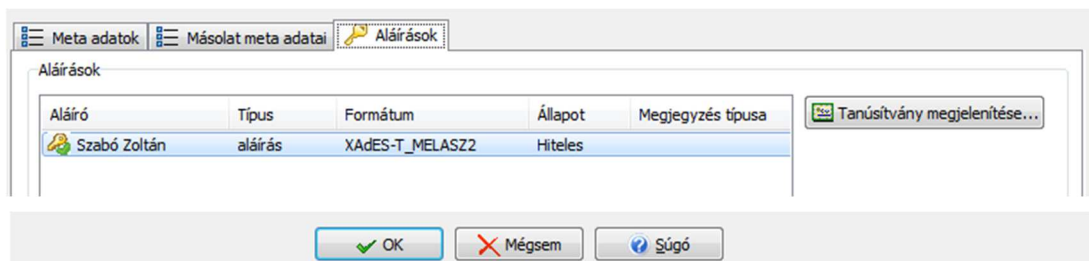 Meta adatok Másolat meta adatai Aláírások
Aláírások
Aláíró Típus Formátum Állapot Megjegyzés típusa Tanúsítvány megjelenítése...
Szabó Zoltán aláírás XAdES-T_MELASZ2 Hiteles
OK Mégsem Súgó